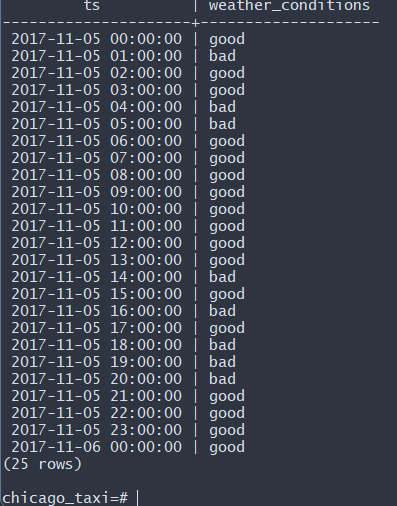 ts | weather_conditions
---------------------+--------------------
2017-11-05 00:00:00 | good
2017-11-05 01:00:00 | bad
2017-11-05 02:00:00 | good
2017-11-05 03:00:00 | good
2017-11-05 04:00:00 | bad
2017-11-05 05:00:00 | bad
2017-11-05 06:00:00 | good
2017-11-05 07:00:00 | good
2017-11-05 08:00:00 | good
2017-11-05 09:00:00 | good
2017-11-05 10:00:00 | good
2017-11-05 11:00:00 | good
2017-11-05 12:00:00 | good
2017-11-05 13:00:00 | good
2017-11-05 14:00:00 | bad
2017-11-05 15:00:00 | good
2017-11-05 16:00:00 | bad
2017-11-05 17:00:00 | good
2017-11-05 18:00:00 | bad
2017-11-05 19:00:00 | bad
2017-11-05 20:00:00 | bad
2017-11-05 21:00:00 | good
2017-11-05 22:00:00 | good
2017-11-05 23:00:00 | good
2017-11-06 00:00:00 | good
(25 rows)
chicago_taxi=#